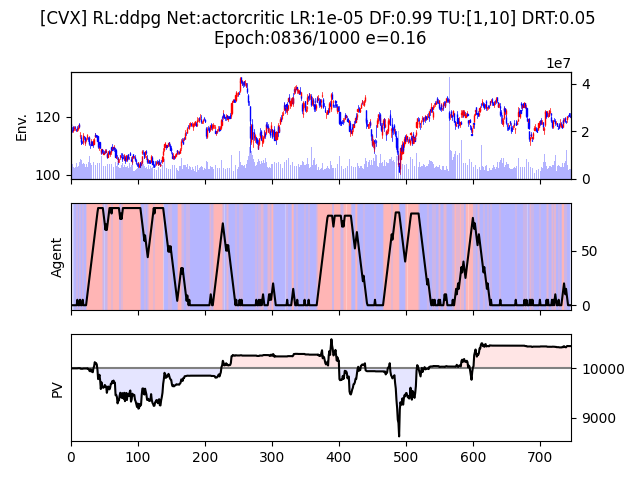 [CVX] RL:ddpg Net:actorcritic LR:1e-05 DF:0.99 TU:[1,10] DRT:0.05
Epoch:0836/1000 e=0.16
1e7
Env.
120
100
4
2
0
Agent
50
0
PV
10000
9000
0 100 200 300 400 500 600 700